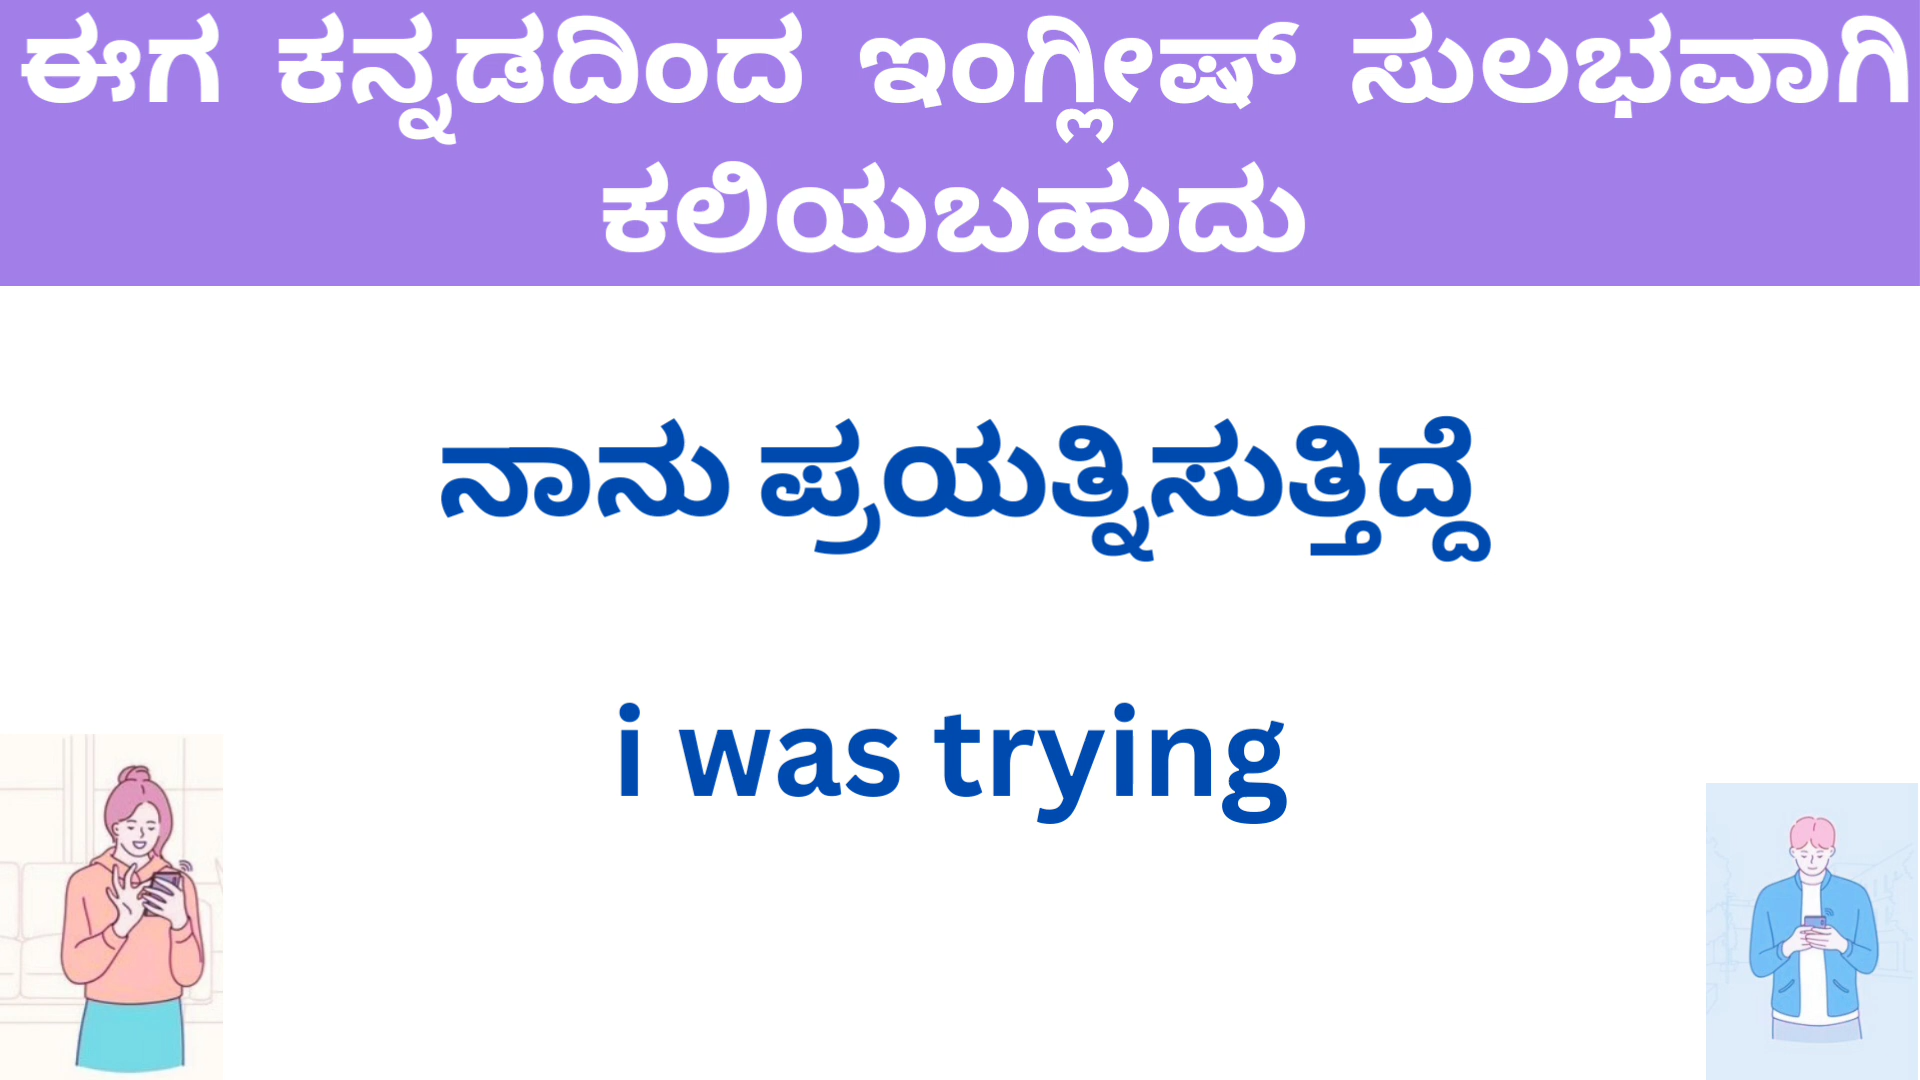 ಈಗ ಕನ್ನಡದಿಂದ ಇಂಗ್ಲೀಷ್ ಸುಲಭವಾಗಿ
ಕಲಿಯಬಹುದು
ನಾನು ಪ್ರಯತ್ನಿಸುತ್ತಿದ್ದೆ
i was trying